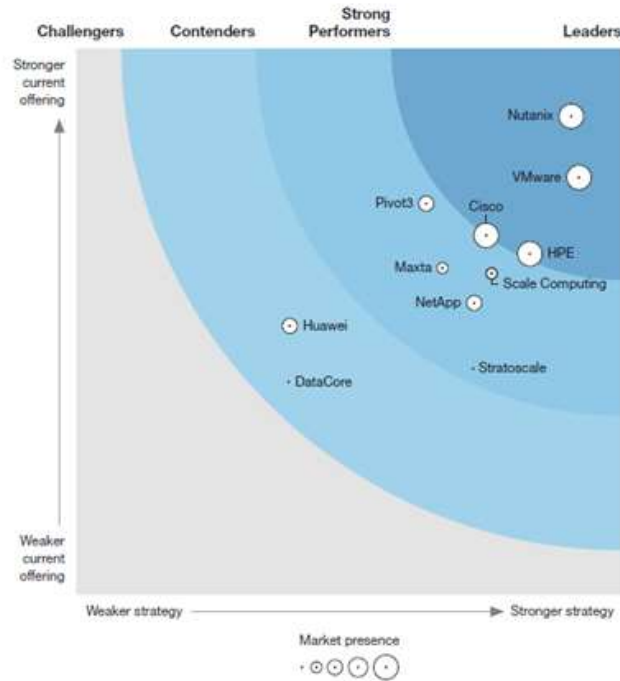 Strong
Challengers Contenders Performers Leaders
Stronger
current
offering
Nutanix
VMware
Pivot3
Cisco
HPE
Maxta
Scale Computing
NetApp
Huawei
Stratoscale
DataCore
Weaker
current
offering
Weaker strategy
Stronger strategy
Market presence